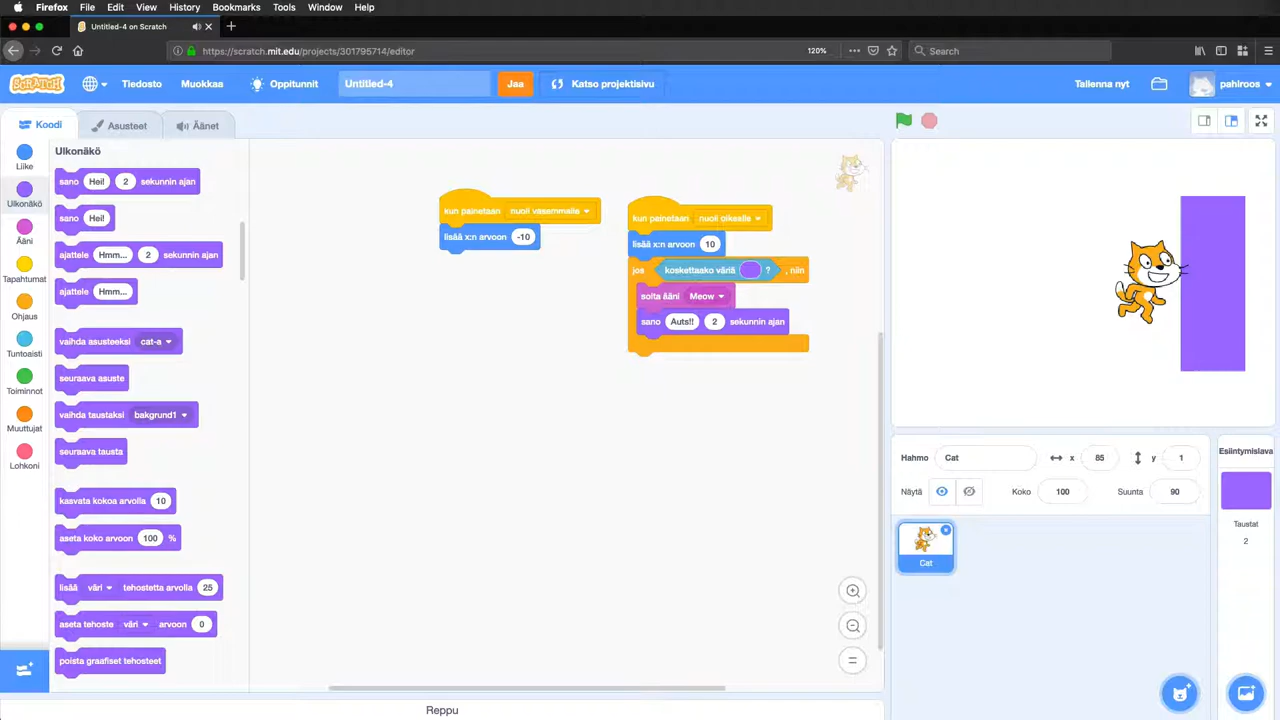 Firefox File Edit View History Bookmarks Tools Window Help
Untitled-4 on Scratch
https://scratch.mit.edu/projects/301795714/editor 120% Search
SCRATCH Tiedosto Muokkaa Oppitunnit Untitled-4 Jaa Katso projektisivu Tallenna nyt pahiroos
Koodi Asusteet Äänet
Liike
Ulkonäkö
Ääni
Tapahtumat
Ohjaus
Tuntoaisti
Toiminnot
Muuttujat
Lohkoni
Ulkonäkö
sano Hei! 2 sekunnin ajan
sano Hei!
ajattele Hmm... 2 sekunnin ajan
ajattele Hmm...
vaihda asusteeksi cat-a
seuraava asuste
vaihda taustaksi bakgrund1
seuraava tausta
kasvata kokoa arvolla 10
aseta koko arvoon 100 %
lisää väri tehostetta arvolla 25
aseta tehoste väri arvoon 0
poista graafiset tehosteet
kun painetaan nuoli vasemmalle
lisää x:n arvoon -10
kun painetaan nuoli oikealle
lisää x:n arvoon 10
jos koskettaako väriä ? , niin
soita ääni Meow
sano Auts!! 2 sekunnin ajan
Hahmo Cat x 85 y 1
Näytä Koko 100 Suunta 90
Cat
Esiintymislava
Taustat
2
Reppu